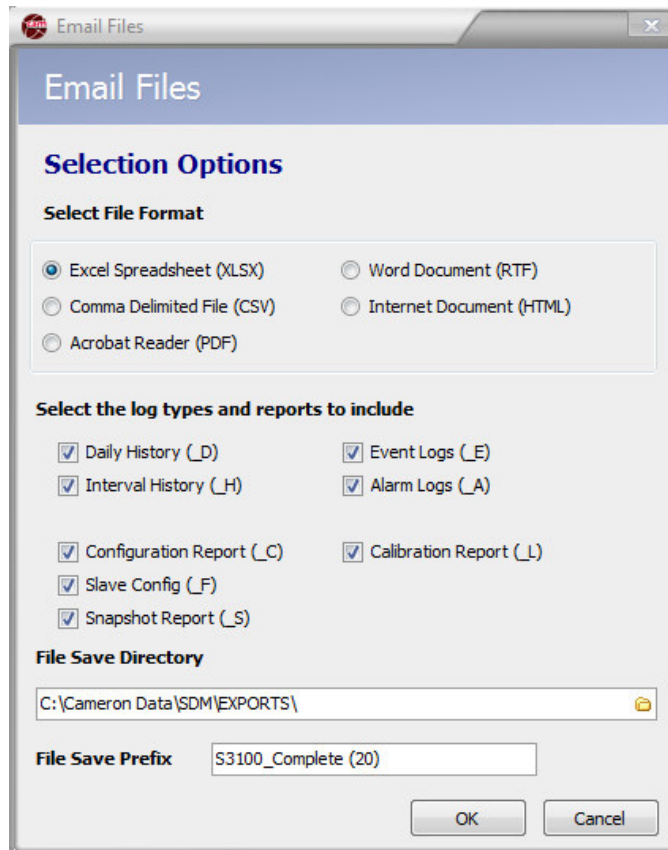 Email Files
Email Files
Selection Options
Select File Format
Excel Spreadsheet (XLSX) Word Document (RTF)
Comma Delimited File (CSV) Internet Document (HTML)
Acrobat Reader (PDF)
Select the log types and reports to include
Daily History (_D) Event Logs (_E)
Interval History (_H) Alarm Logs (_A)
Configuration Report (_C) Calibration Report (_L)
Slave Config (_F)
Snapshot Report (_S)
File Save Directory
C:\Cameron Data\SDM\EXPORTS\
File Save Prefix S3100_Complete (20)
OK Cancel